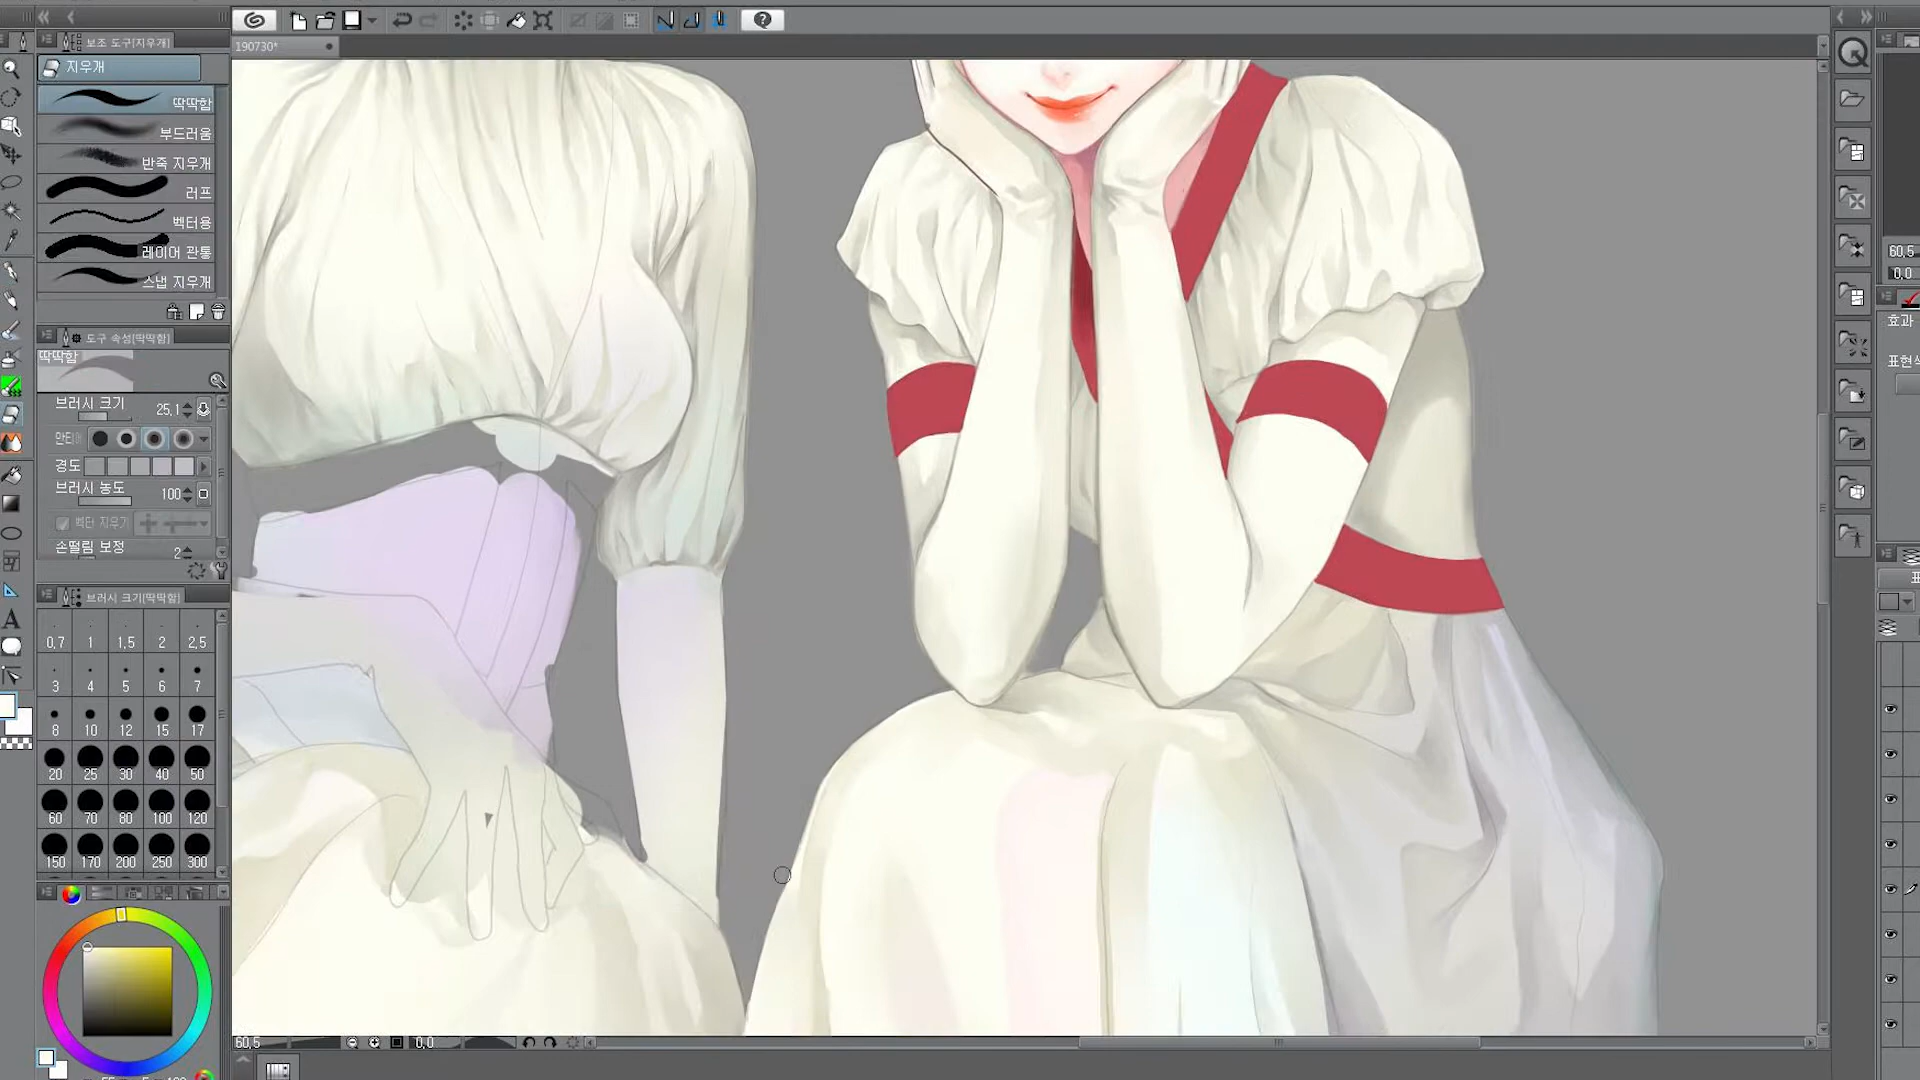 190730*
보조 도구[지우개]
지우개
딱딱함
부드러움
반죽 지우개
러프
벡터용
레이어 관통
스냅 지우개
도구 속성[딱딱함]
딱딱함
브러시 크기 25.1
경도
브러시 농도 100
벡터 지우기
손떨림 보정 2
브러시 크기[딱딱함]
0.7 1 1.5 2 2.5
3 4 5 6 7
8 10 12 15 17
20 25 30 40 50
60 70 80 100 120
150 170 200 250 300
60.5 0,0
60,5
0,0
효과